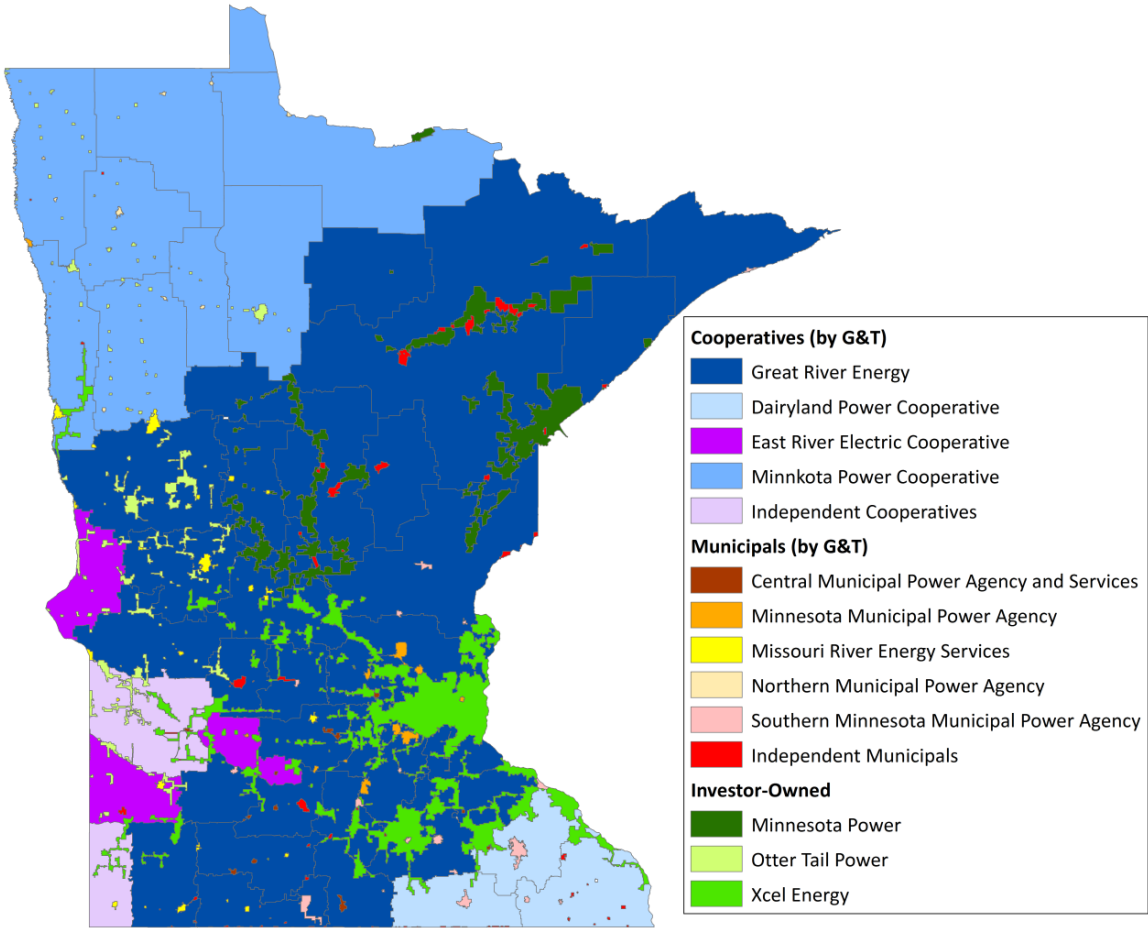 Cooperatives (by G&T)
Great River Energy
Dairyland Power Cooperative
East River Electric Cooperative
Minnkota Power Cooperative
Independent Cooperatives
Municipals (by G&T)
Central Municipal Power Agency and Services
Minnesota Municipal Power Agency
Missouri River Energy Services
Northern Municipal Power Agency
Southern Minnesota Municipal Power Agency
Independent Municipals
Investor-Owned
Minnesota Power
Otter Tail Power
Xcel Energy